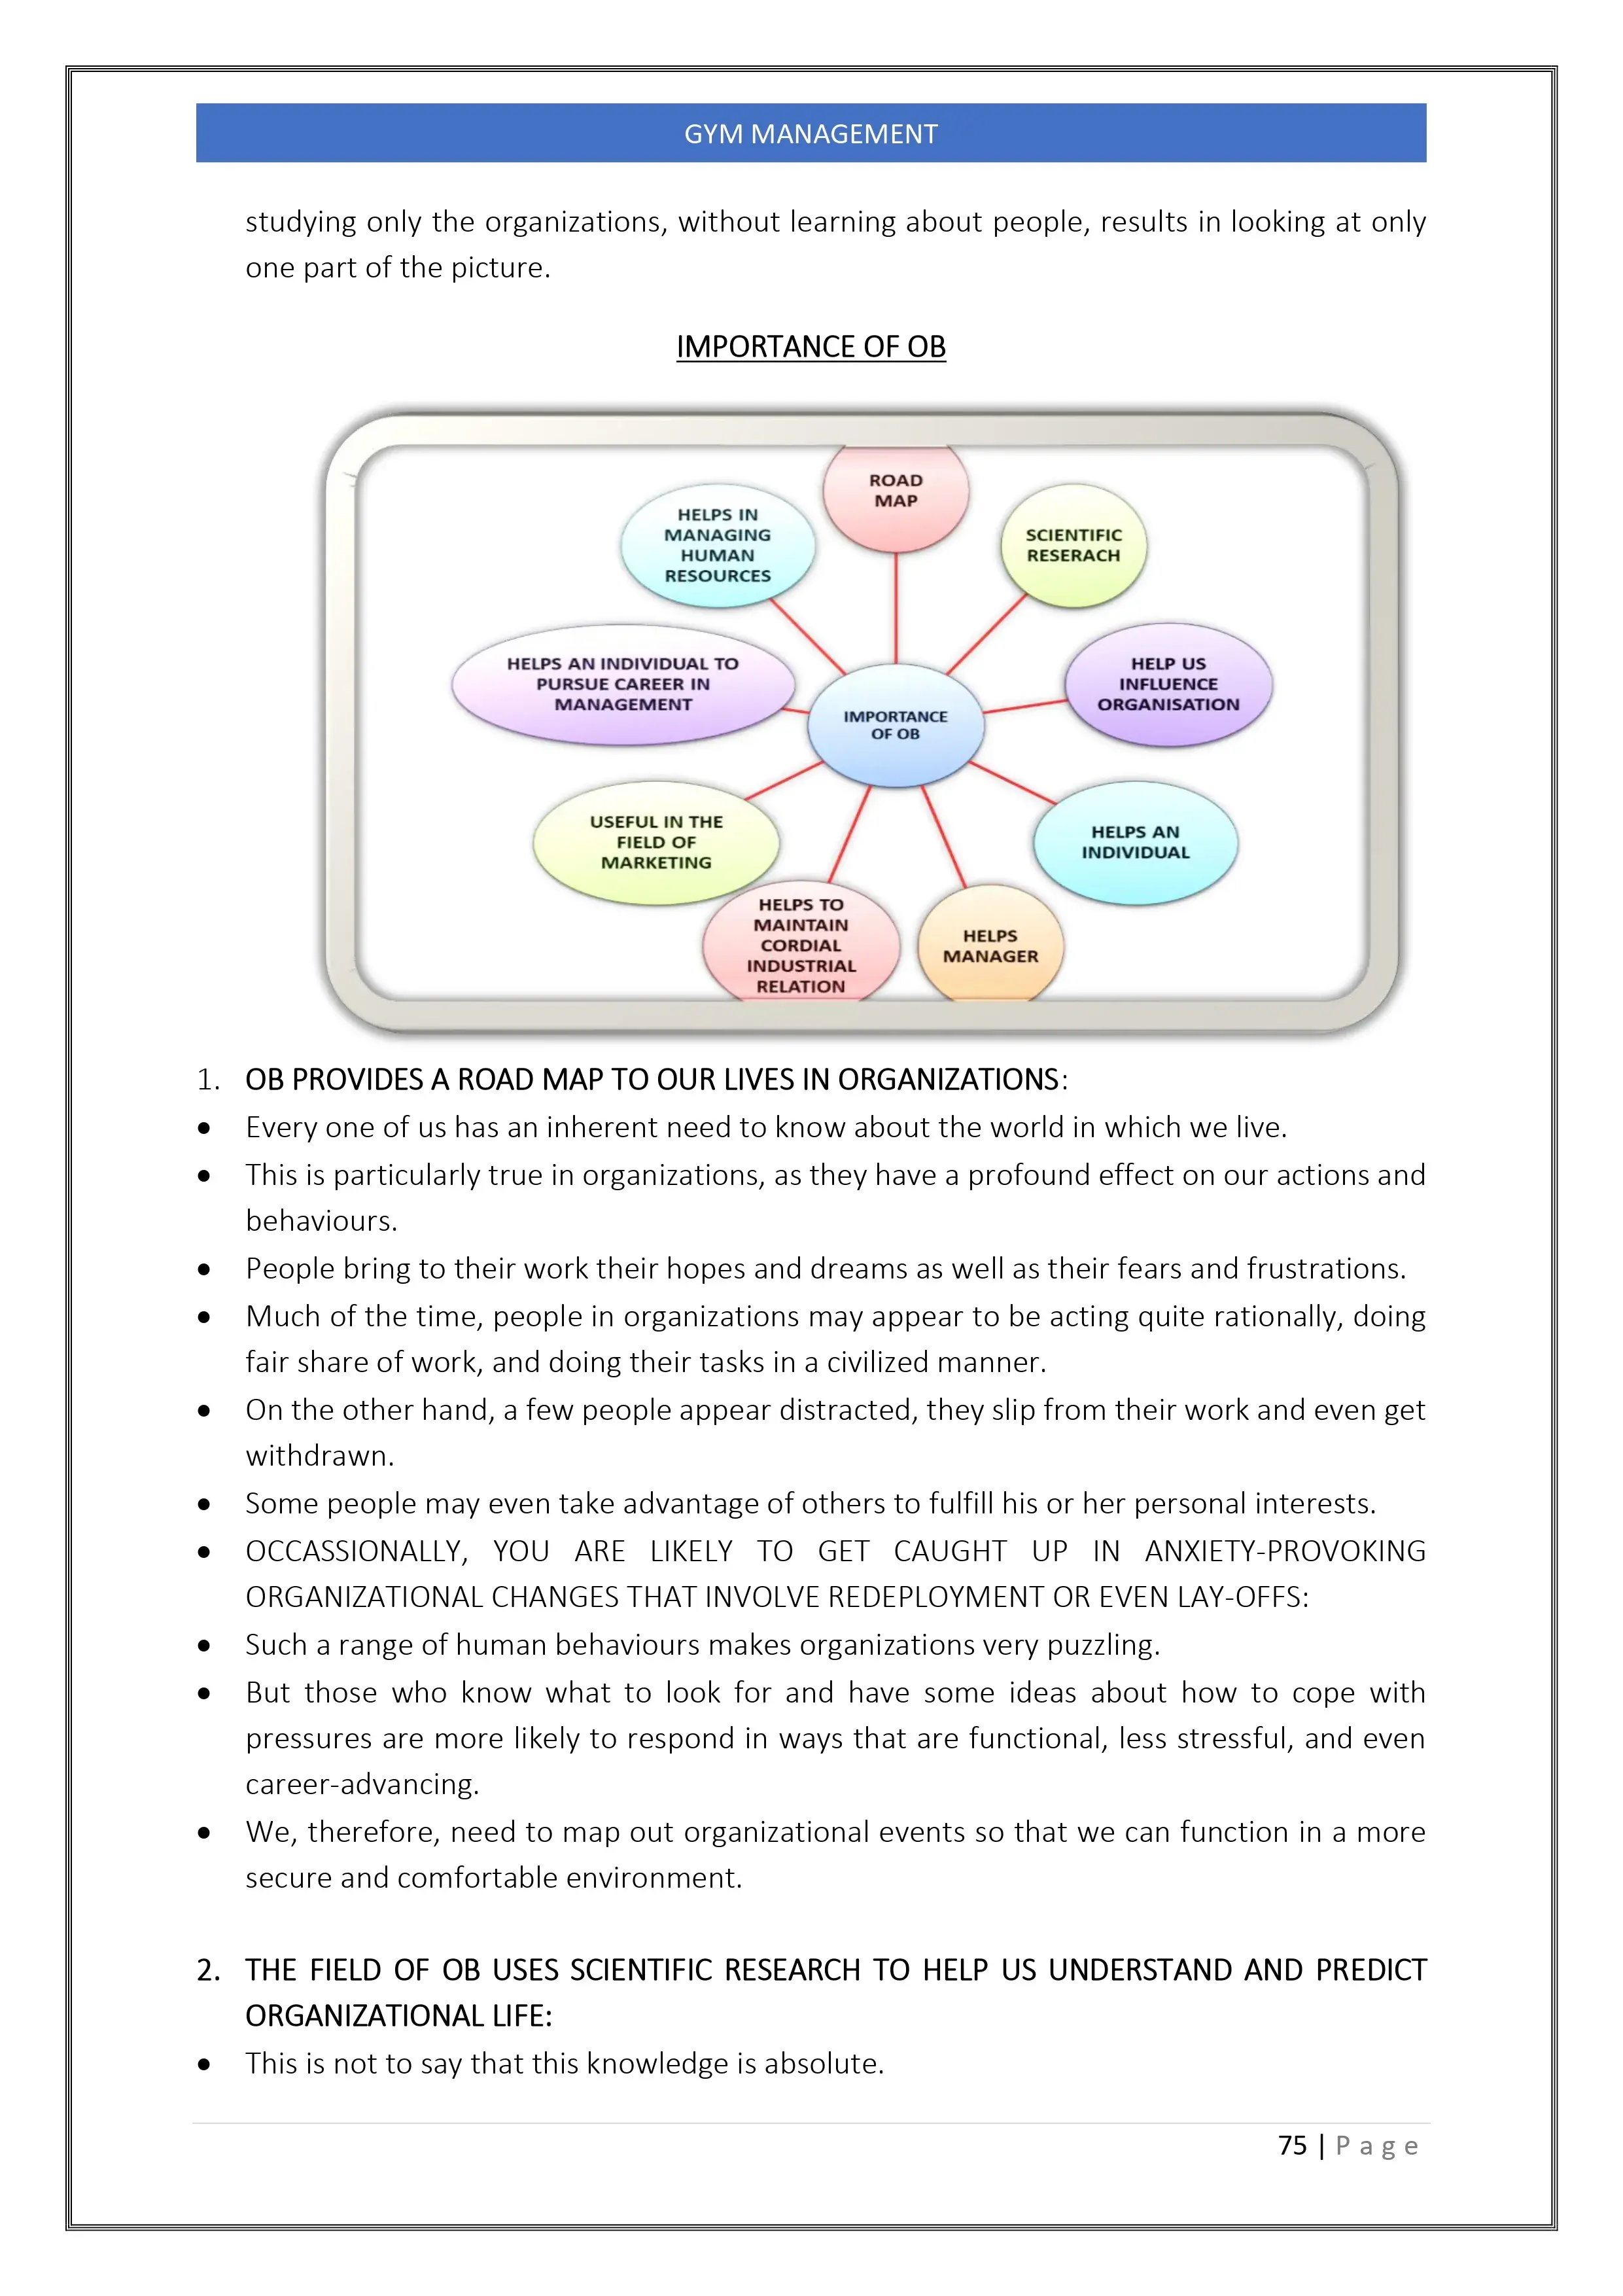 GYM MANAGEMENT
studying only the organizations, without learning about people, results in looking at only
one part of the picture.
IMPORTANCE OF OB
ROAD
MAP
SCIENTIFIC
RESERACH
HELP US
INFLUENCE
ORGANISATION
HELPS AN
INDIVIDUAL
HELPS
MANAGER
HELPS TO
MAINTAIN
CORDIAL
INDUSTRIAL
RELATION
USEFUL IN THE
FIELD OF
MARKETING
HELPS AN INDIVIDUAL TO
PURSUE CAREER IN
MANAGEMENT
HELPS IN
MANAGING
HUMAN
RESOURCES
IMPORTANCE
OF OB
1. OB PROVIDES A ROAD MAP TO OUR LIVES IN ORGANIZATIONS:
• Every one of us has an inherent need to know about the world in which we live.
• This is particularly true in organizations, as they have a profound effect on our actions and
behaviours.
• People bring to their work their hopes and dreams as well as their fears and frustrations.
• Much of the time, people in organizations may appear to be acting quite rationally, doing
fair share of work, and doing their tasks in a civilized manner.
• On the other hand, a few people appear distracted, they slip from their work and even get
withdrawn.
• Some people may even take advantage of others to fulfill his or her personal interests.
• OCCASSIONALLY, YOU ARE LIKELY TO GET CAUGHT UP IN ANXIETY-PROVOKING
ORGANIZATIONAL CHANGES THAT INVOLVE REDEPLOYMENT OR EVEN LAY-OFFS:
• Such a range of human behaviours makes organizations very puzzling.
• But those who know what to look for and have some ideas about how to cope with
pressures are more likely to respond in ways that are functional, less stressful, and even
career-advancing.
• We, therefore, need to map out organizational events so that we can function in a more
secure and comfortable environment.
2. THE FIELD OF OB USES SCIENTIFIC RESEARCH TO HELP US UNDERSTAND AND PREDICT
ORGANIZATIONAL LIFE:
• This is not to say that this knowledge is absolute.
75 | Page